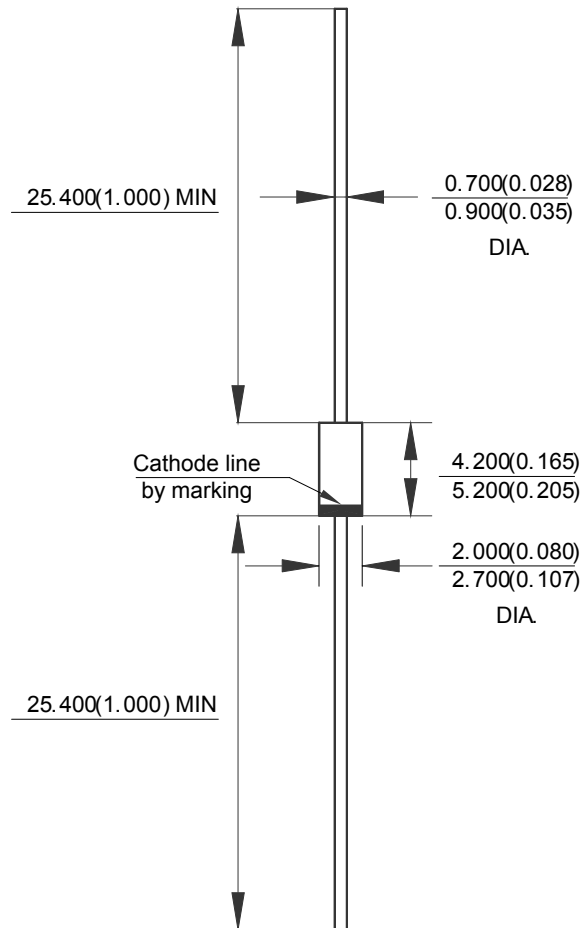 25.400(1.000) MIN
0.700(0.028)
0.900(0.035)
DIA.
Cathode line
by marking
4.200(0.165)
5.200(0.205)
2.000(0.080)
2.700(0.107)
DIA.
25.400(1.000) MIN